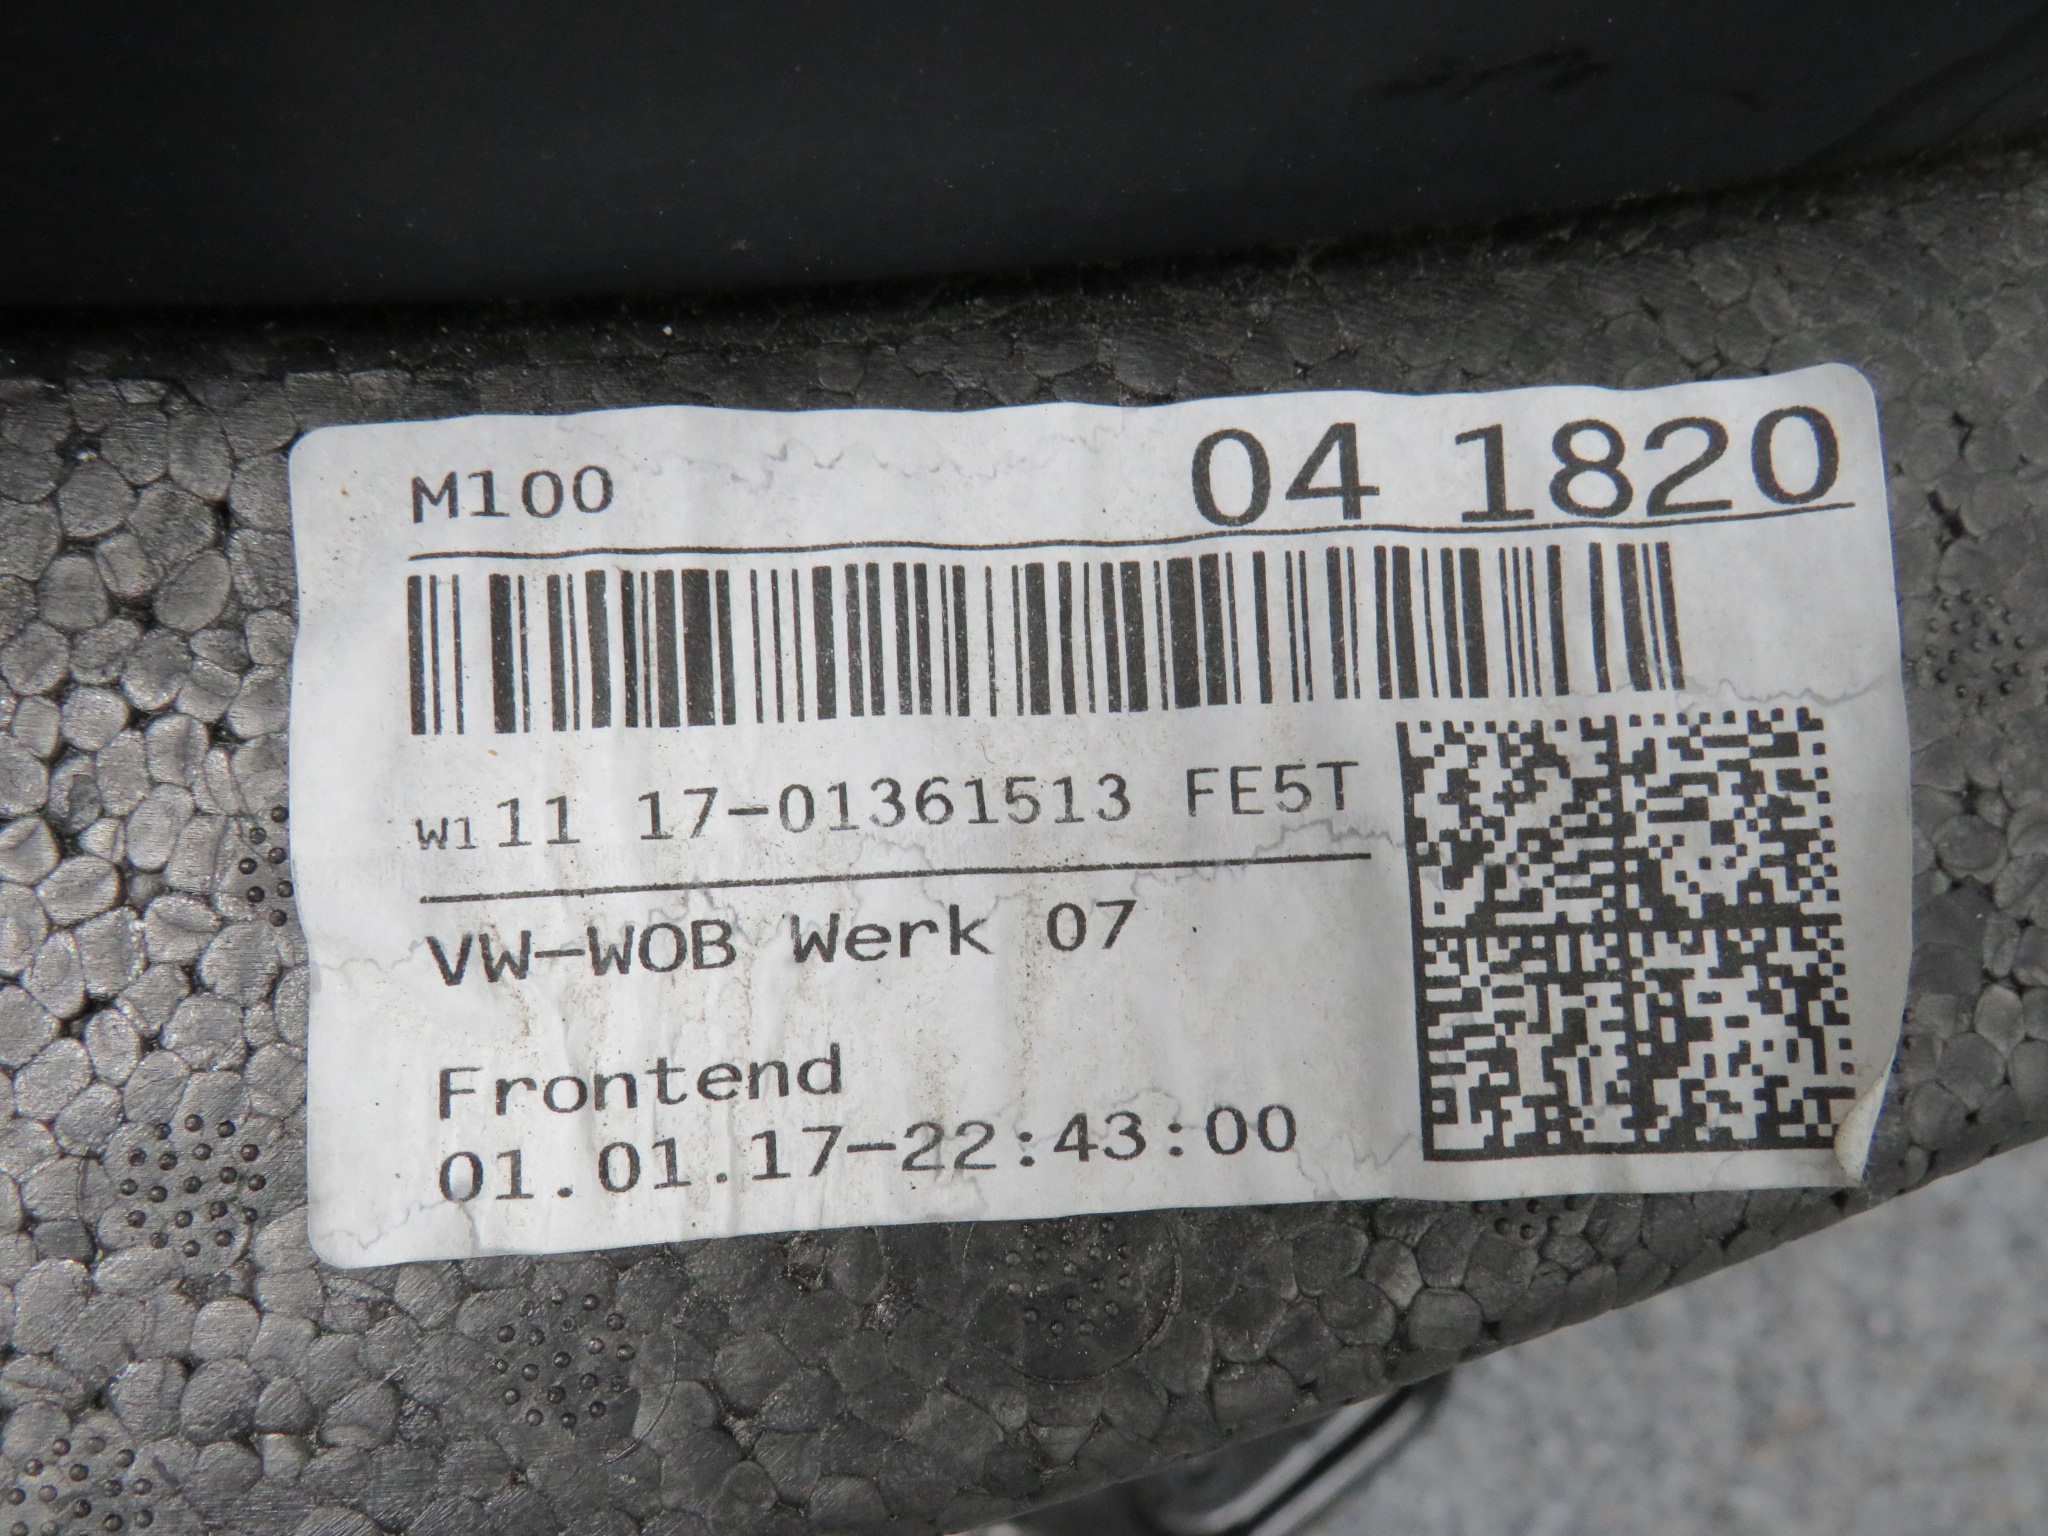 M100 04 1820
W1 11 17-01361513 FE5T
VW-WOB Werk 07
Frontend
01.01.17-22:43:00